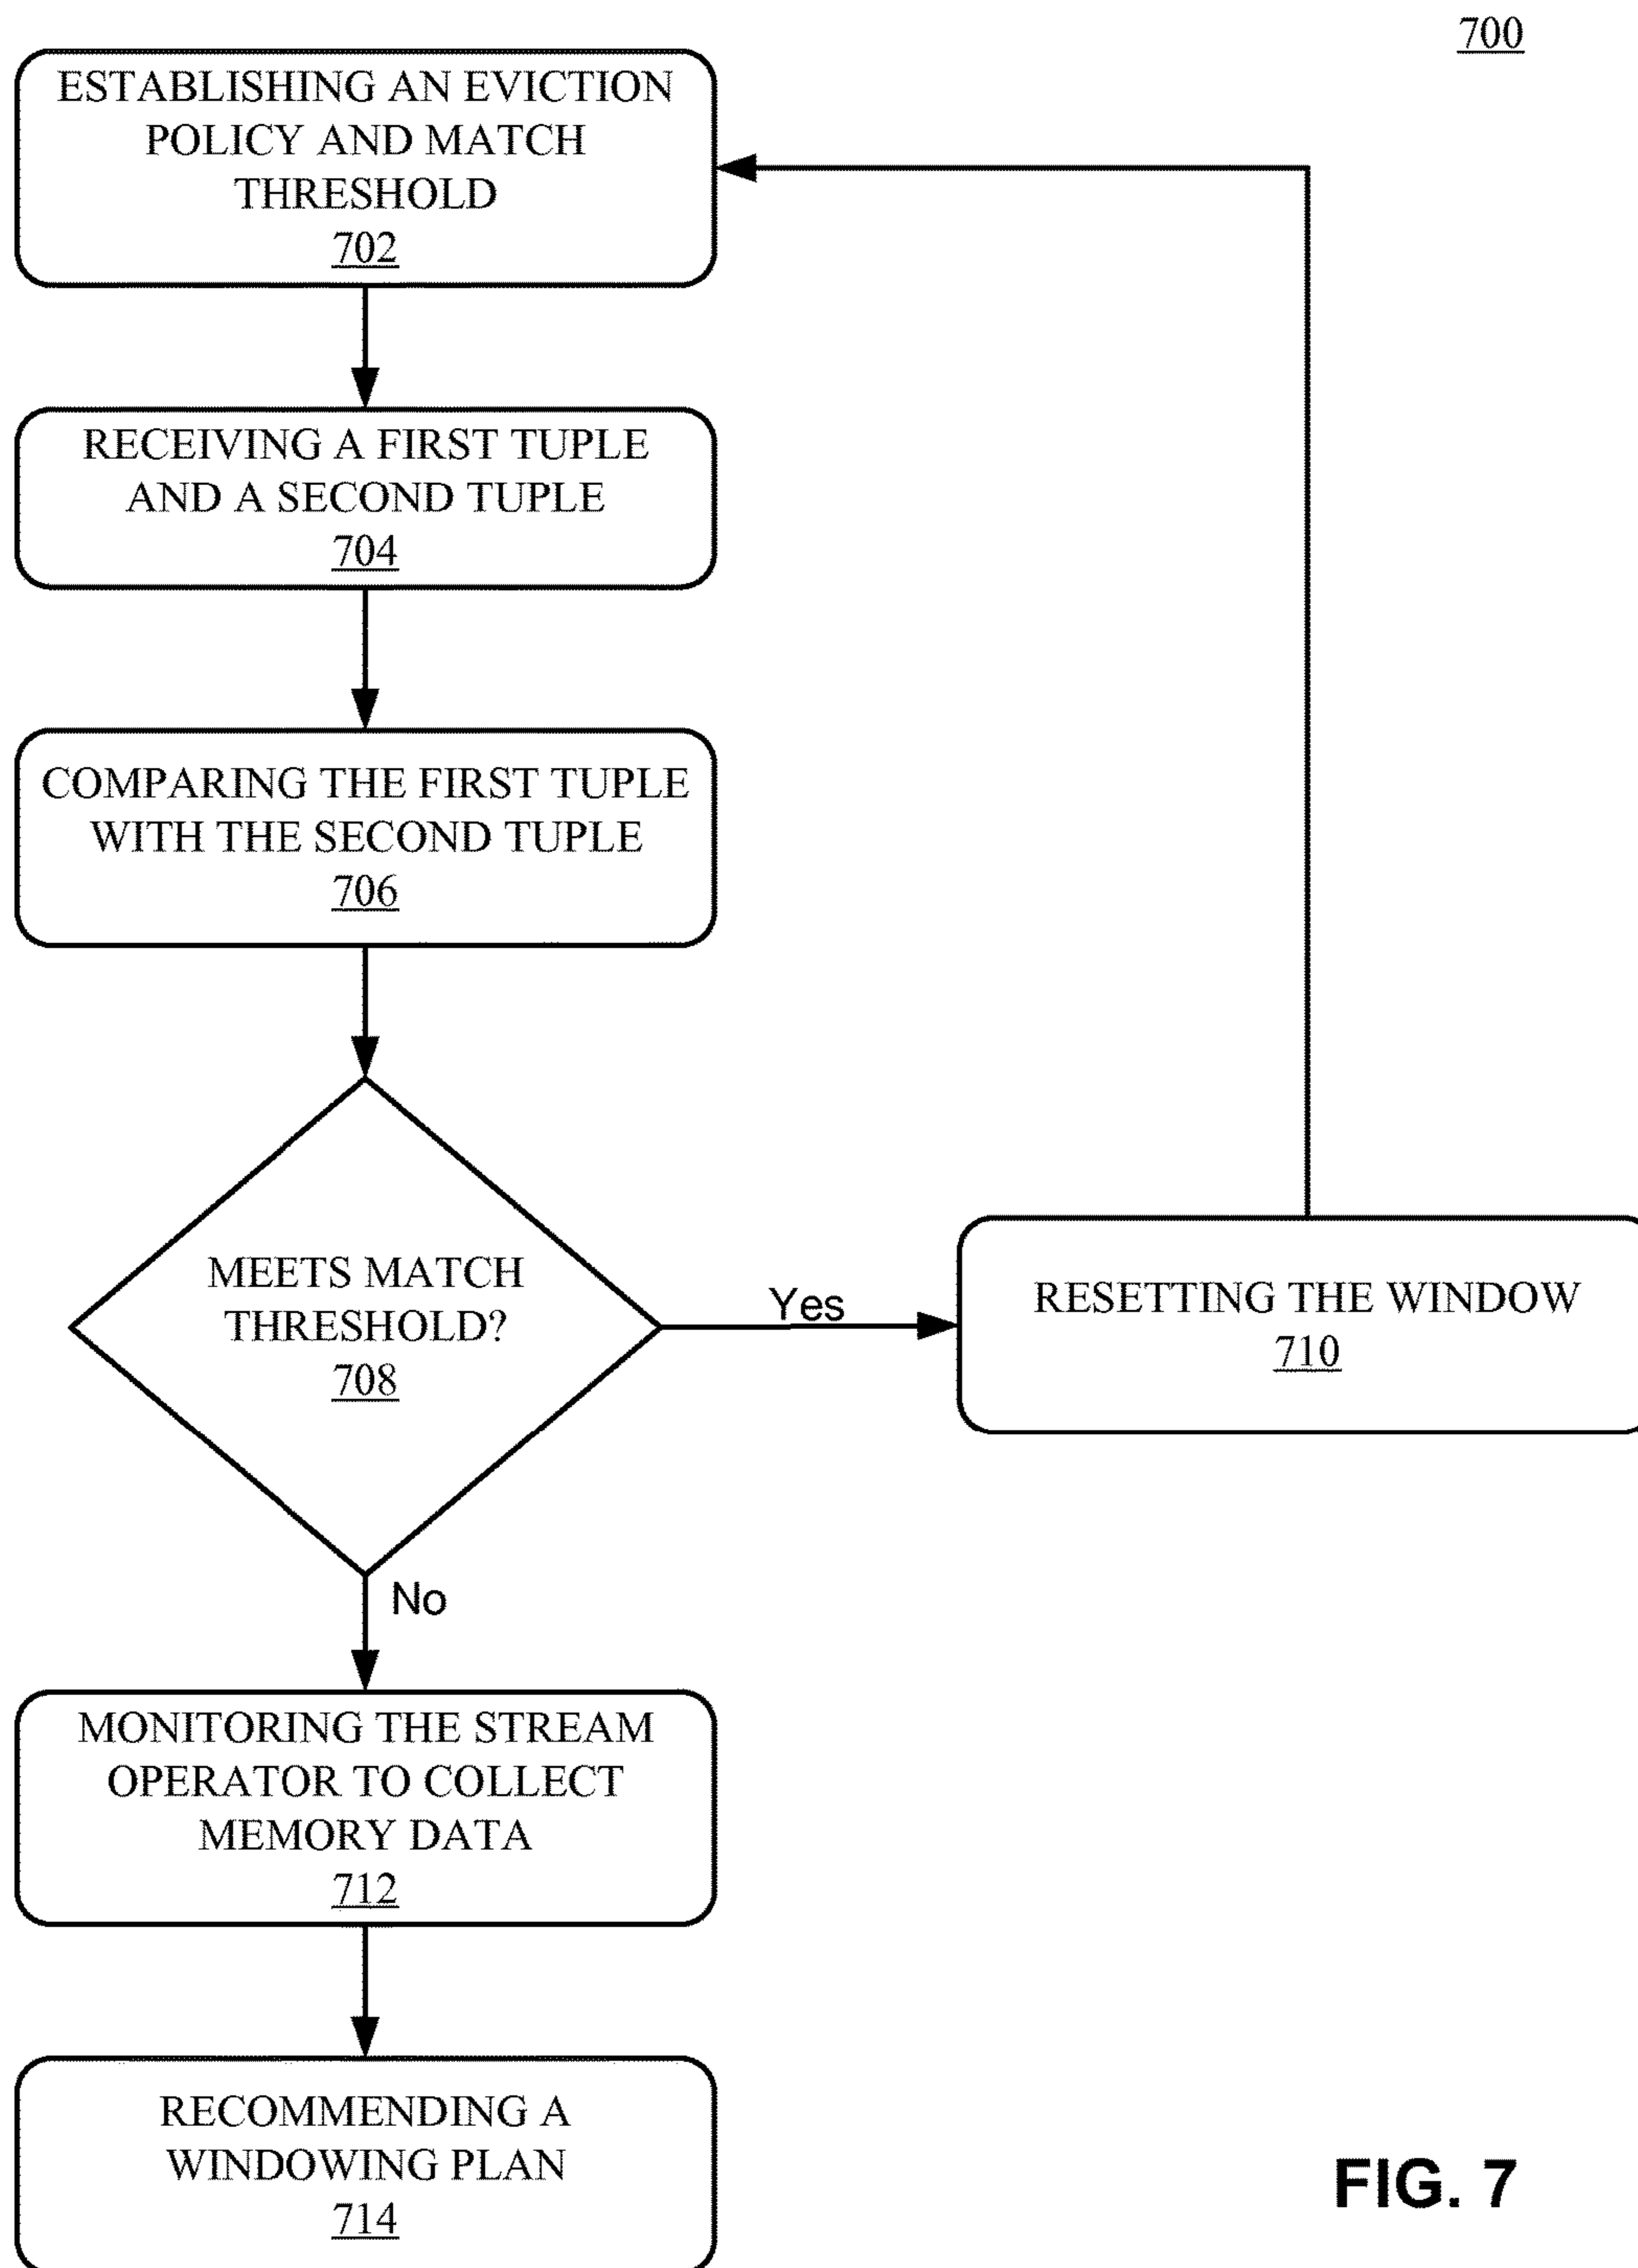 700
ESTABLISHING AN EVICTION
POLICY AND MATCH
THRESHOLD
702
RECEIVING A FIRST TUPLE
AND A SECOND TUPLE
704
COMPARING THE FIRST TUPLE
WITH THE SECOND TUPLE
706
MEETS MATCH
THRESHOLD?
708
Yes
RESETTING THE WINDOW
710
No
MONITORING THE STREAM
OPERATOR TO COLLECT
MEMORY DATA
712
RECOMMENDING A
WINDOWING PLAN
714
FIG. 7